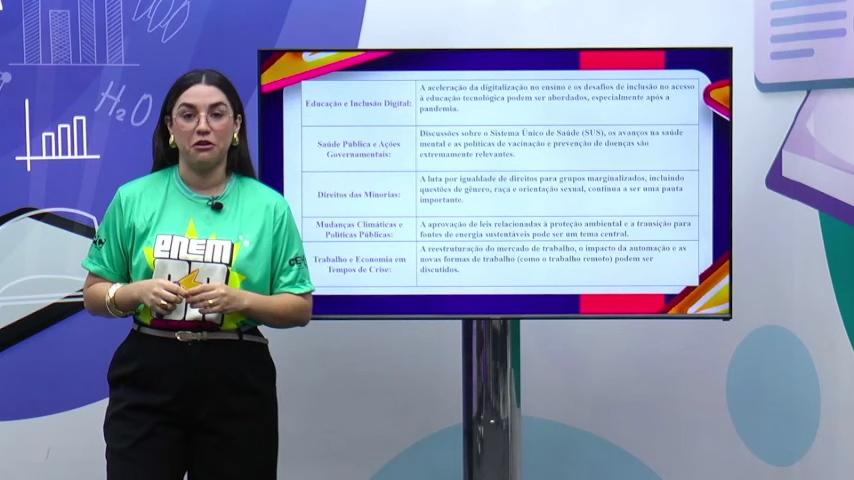 H₂O
ENEM
Educação e Inclusão Digital:
A aceleração da digitalização no ensino e os desafios de inclusão no acesso
à educação tecnológica podem ser abordados, especialmente após a
pandemia.
Saúde Pública e Ações
Governamentais:
Discussões sobre o Sistema Único de Saúde (SUS), os avanços na saúde
mental e as políticas de vacinação e prevenção de doenças são
extremamente relevantes.
Direitos das Minorias:
A luta por igualdade de direitos para grupos marginalizados, incluindo
questões de gênero, raça e orientação sexual, continua a ser uma pauta
importante.
Mudanças Climáticas e
Políticas Públicas:
A aprovação de leis relacionadas à proteção ambiental e a transição para
fontes de energia sustentáveis pode ser um tema central.
Trabalho e Economia em
Tempos de Crise:
A reestruturação do mercado de trabalho, o impacto da automação e as
novas formas de trabalho (como o trabalho remoto) podem ser
discutidos.